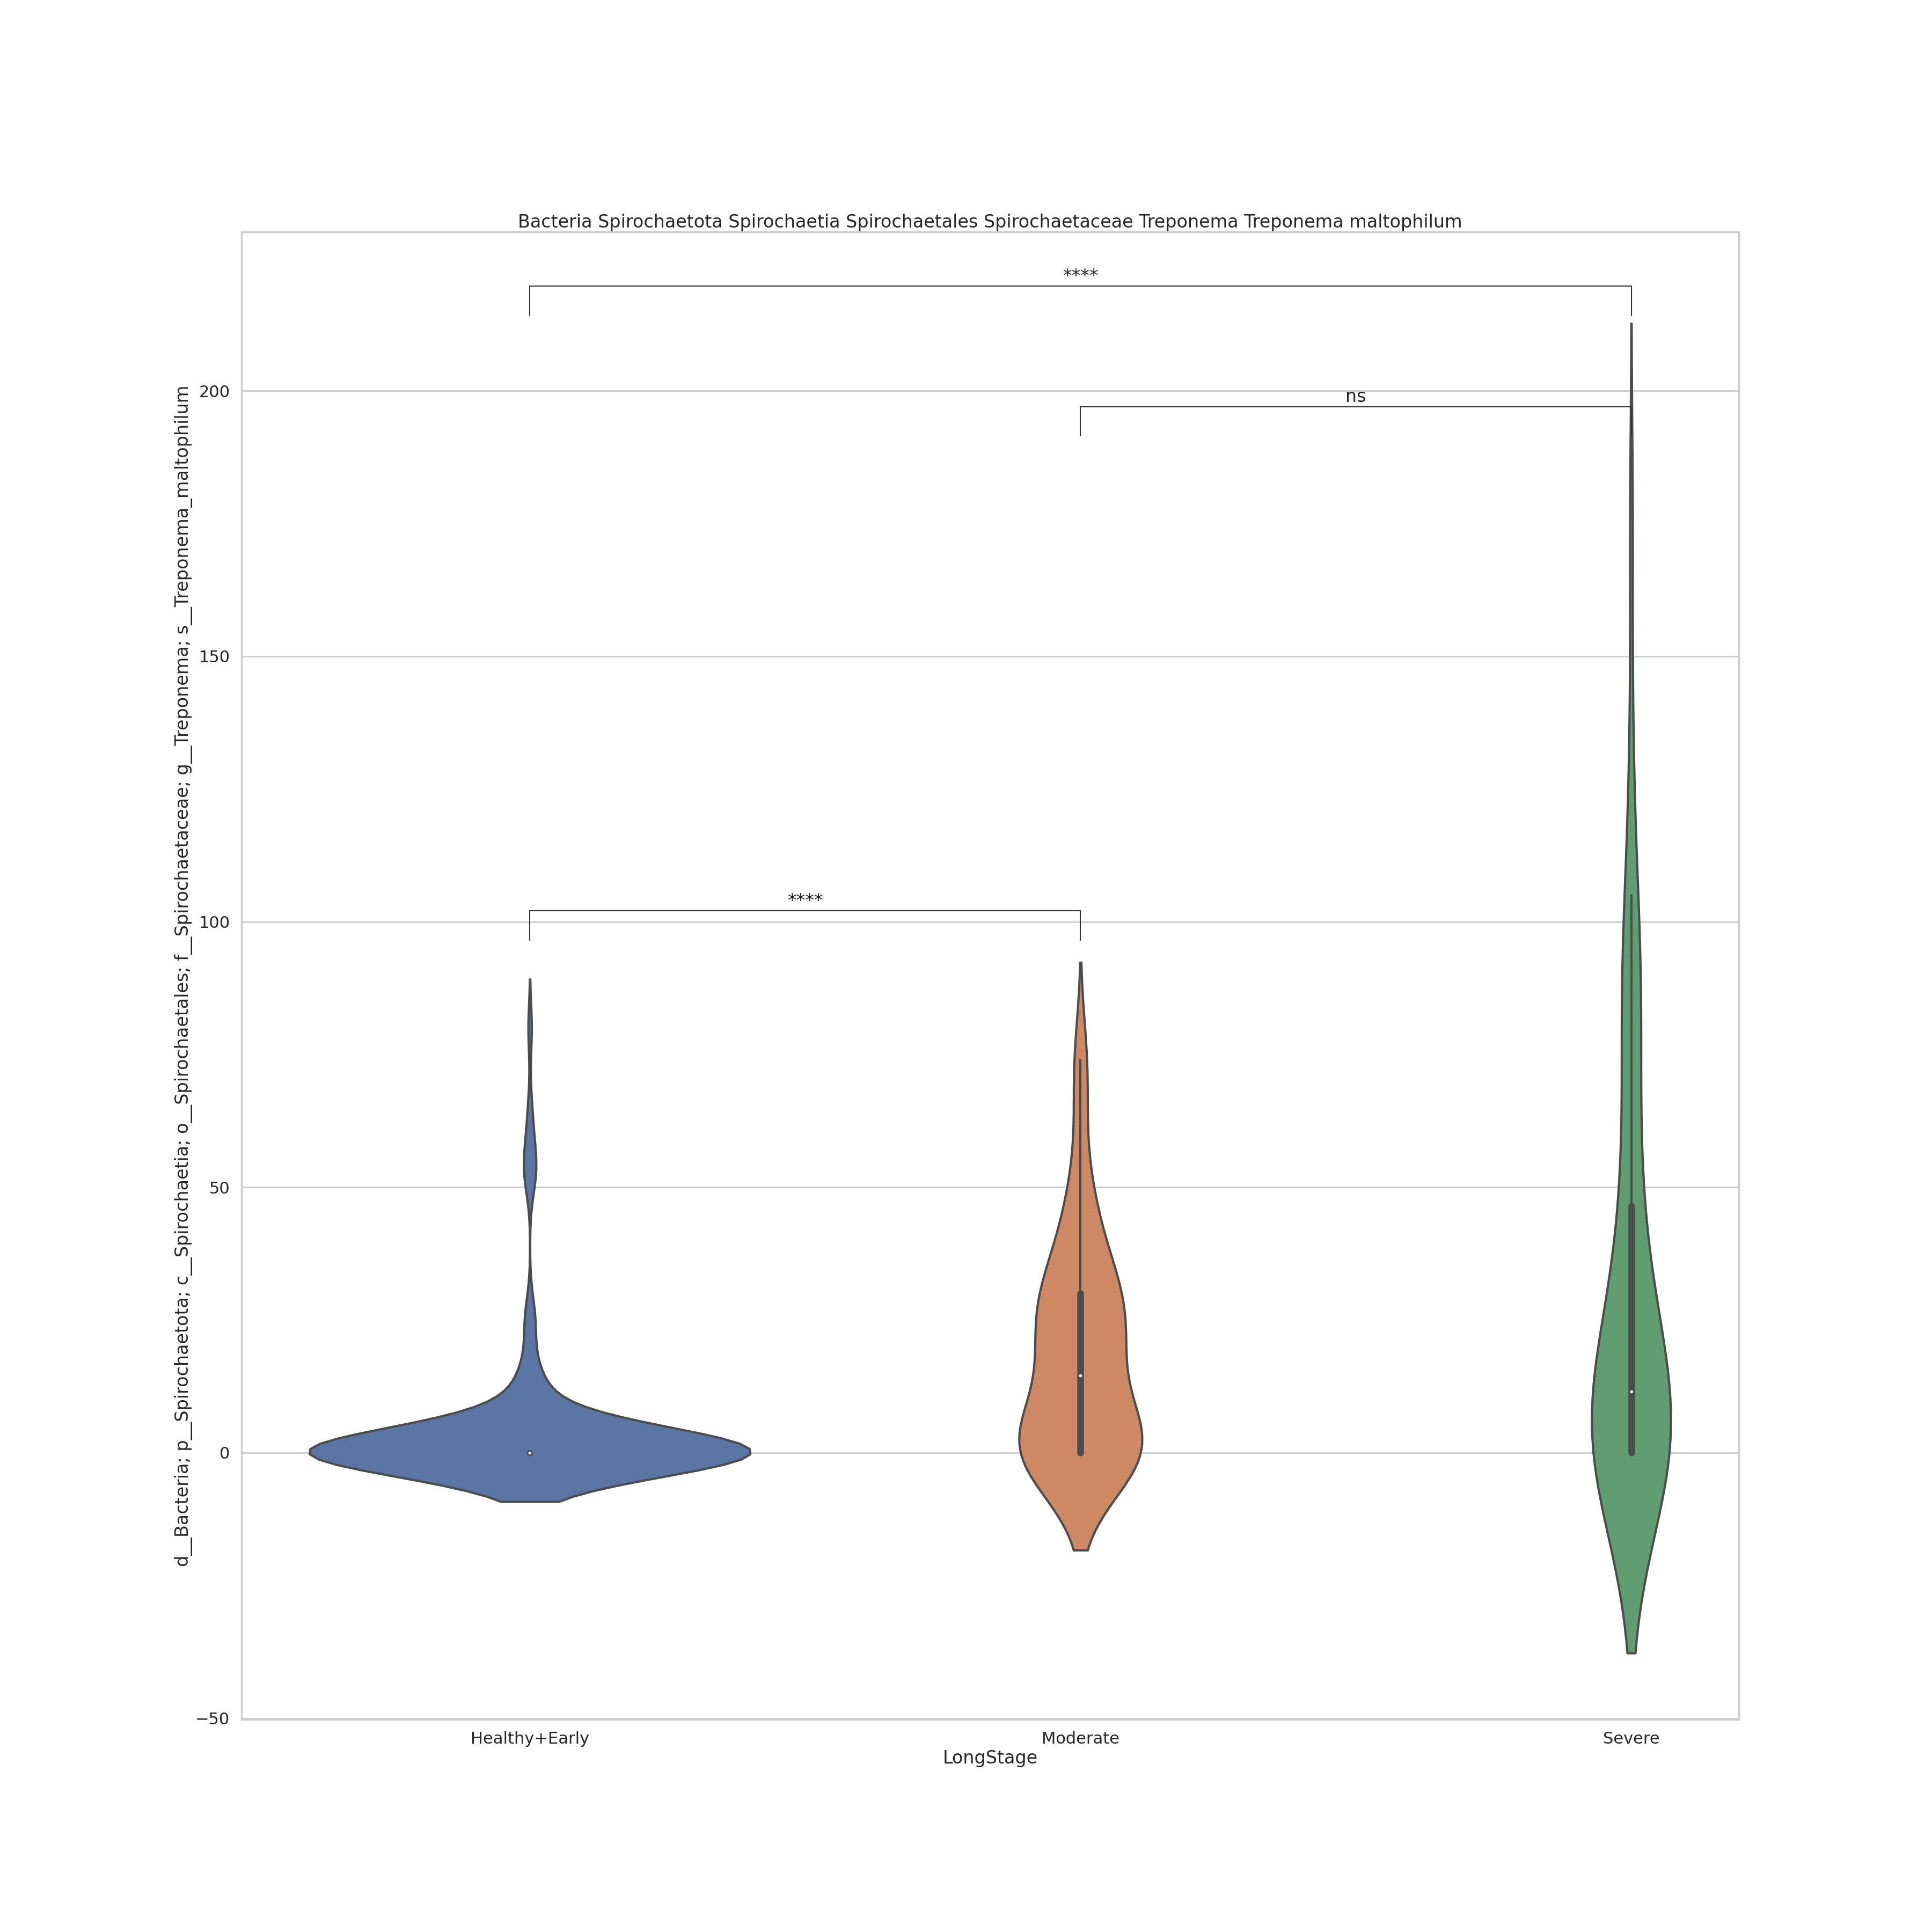 Bacteria Spirochaetota Spirochaetia Spirochaetales Spirochaetaceae Treponema Treponema maltophilum
****
ns
****
d__Bacteria; p__Spirochaetota; c__Spirochaetia; o__Spirochaetales; f__Spirochaetaceae; g__Treponema; s__Treponema_maltophilum
200
150
100
50
0
−50
Healthy+Early
Moderate
Severe
LongStage